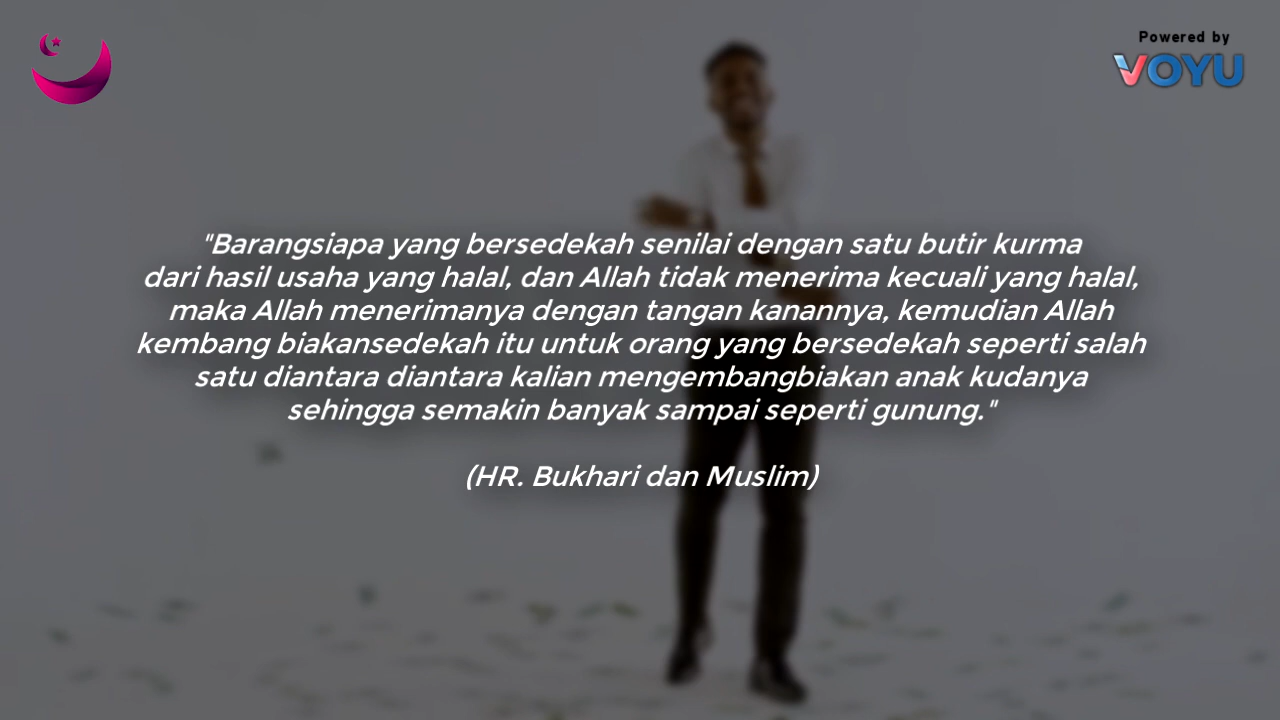 Powered by
VOYU
"Barangsiapa yang bersedekah senilai dengan satu butir kurma
dari hasil usaha yang halal, dan Allah tidak menerima kecuali yang halal,
maka Allah menerimanya dengan tangan kanannya, kemudian Allah
kembang biakansedekah itu untuk orang yang bersedekah seperti salah
satu diantara diantara kalian mengembangbiakan anak kudanya
sehingga semakin banyak sampai seperti gunung."
(HR. Bukhari dan Muslim)